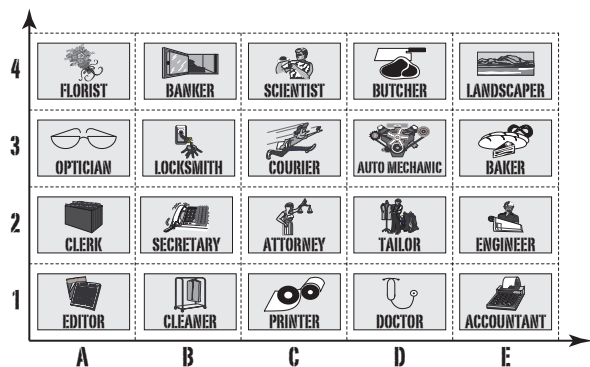 4
FLORIST BANKER SCIENTIST BUTCHER LANDSCAPER
3
OPTICIAN LOCKSMITH COURIER AUTO MECHANIC BAKER
2
CLERK SECRETARY ATTORNEY TAILOR ENGINEER
1
EDITOR CLEANER PRINTER DOCTOR ACCOUNTANT
A B C D E